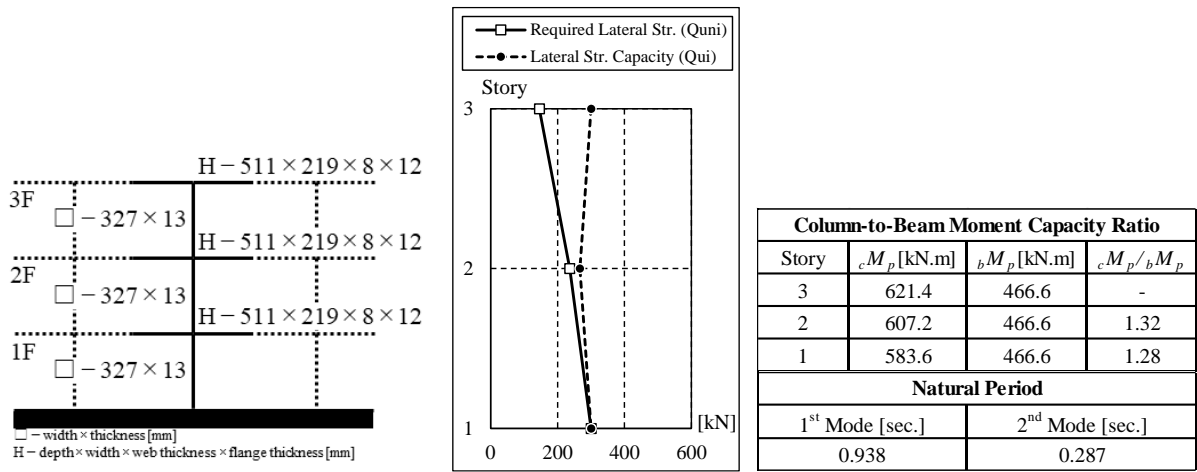 H－511×219×8×12
3F
□－327×13
H－511×219×8×12
2F
□－327×13
H－511×219×8×12
1F
□－327×13
□－width×thickness[mm]
H－depth×width×web thickness×flange thickness[mm]
Required Lateral Str. (Quni)
Lateral Str. Capacity (Qui)
Story
3
0 200 400 600
2
1
[kN]
0 200 400 600
Column-to-Beam Moment Capacity Ratio
Story cMp[kN.m] bMp[kN.m] cMp/bMp
3 621.4 466.6 -
2 607.2 466.6 1.32
1 583.6 466.6 1.28
Natural Period
1st Mode [sec.] 2nd Mode [sec.]
0.938 0.287